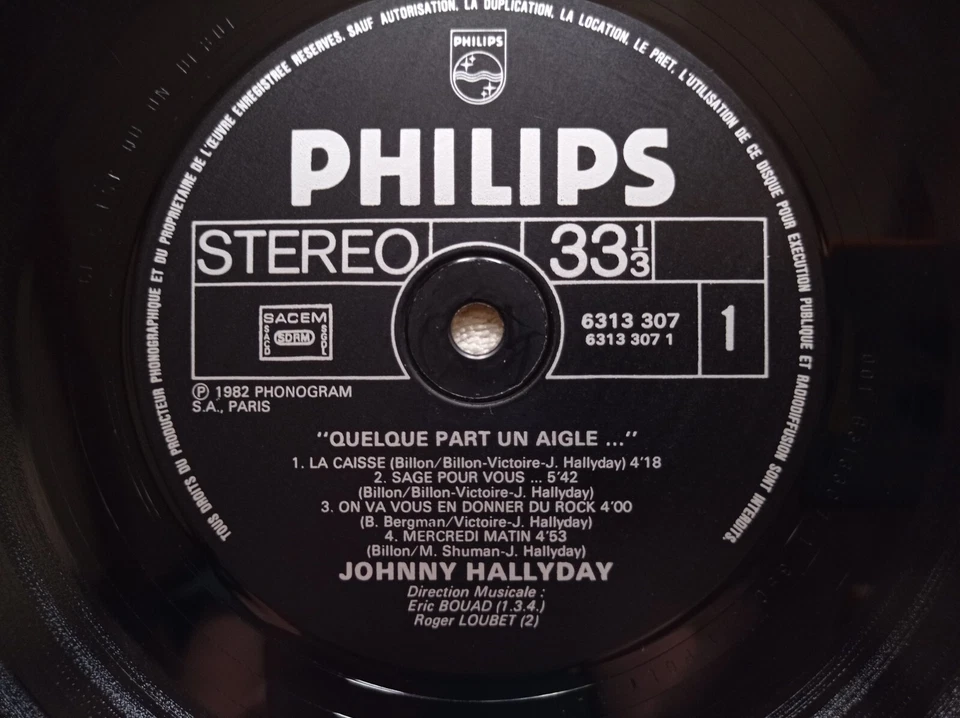 TOUS DROITS DU PRODUCTEUR PHONOGRAPHIQUE ET DU PROPRIETAIRE DE L'ŒUVRE ENREGISTREE RESERVES. SAUF AUTORISATION, LA DUPLICATION, LA LOCATION, LE PRET, L'UTILISATION DE CE DISQUE POUR EXECUTION PUBLIQUE ET RADIODIFFUSION SONT INTERDITS.
PHILIPS
PHILIPS
STEREO
33 1/3
SACEM
SACD
SDRM
SGDL
6313 307
6313 307 1
1
Ⓟ 1982 PHONOGRAM
S.A., PARIS
"QUELQUE PART UN AIGLE ..."
1. LA CAISSE (Billon/Billon-Victoire-J. Hallyday) 4'18
2. SAGE POUR VOUS ... 5'42
(Billon/Billon-Victoire-J. Hallyday)
3. ON VA VOUS EN DONNER DU ROCK 4'00
(B. Bergman/Victoire-J. Hallyday)
4. MERCREDI MATIN 4'53
(Billon/M. Shuman-J. Hallyday)
JOHNNY HALLYDAY
Direction Musicale :
Eric BOUAD (1.3.4.)
Roger LOUBET (2)